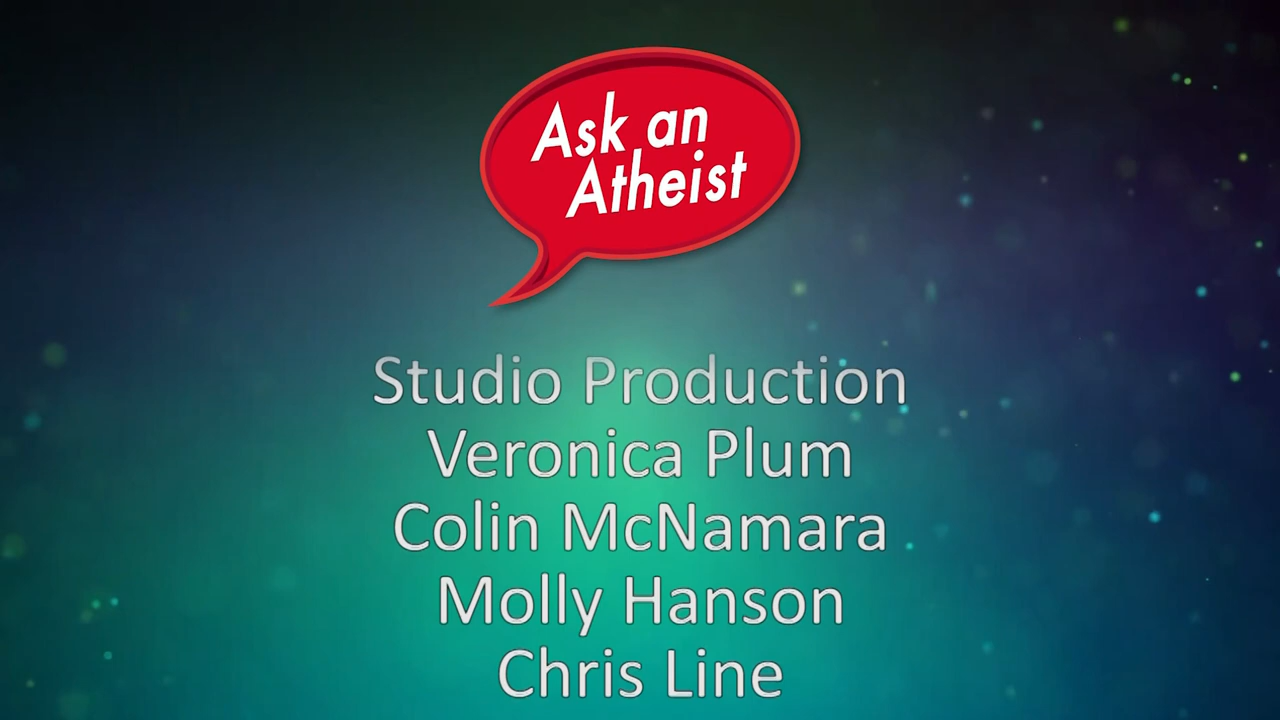 Ask an
Atheist
Studio Production
Veronica Plum
Colin McNamara
Molly Hanson
Chris Line